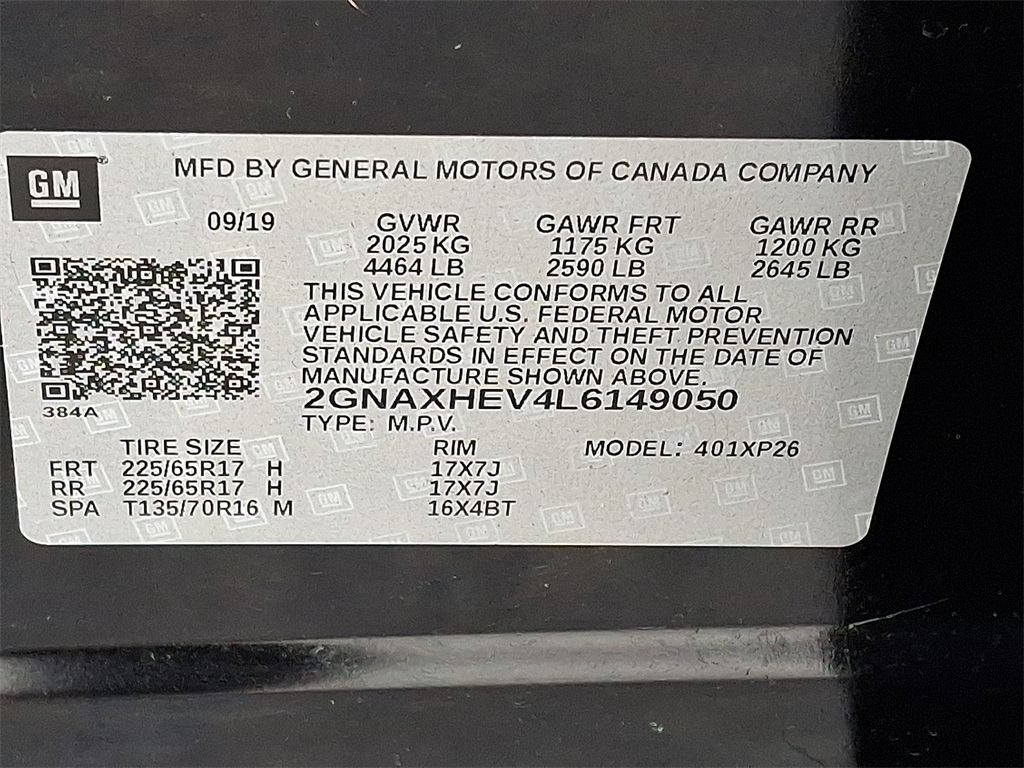 GM
MFD BY GENERAL MOTORS OF CANADA COMPANY
09/19 GVWR GAWR FRT GAWR RR
2025 KG 1175 KG 1200 KG
4464 LB 2590 LB 2645 LB
THIS VEHICLE CONFORMS TO ALL
APPLICABLE U.S. FEDERAL MOTOR
VEHICLE SAFETY AND THEFT PREVENTION
STANDARDS IN EFFECT ON THE DATE OF
MANUFACTURE SHOWN ABOVE.
384A
2GNAXHEV4L6149050
TYPE: M.P.V.
TIRE SIZE RIM MODEL: 401XP26
FRT 225/65R17 H 17X7J
RR 225/65R17 H 17X7J
SPA T135/70R16 M 16X4BT